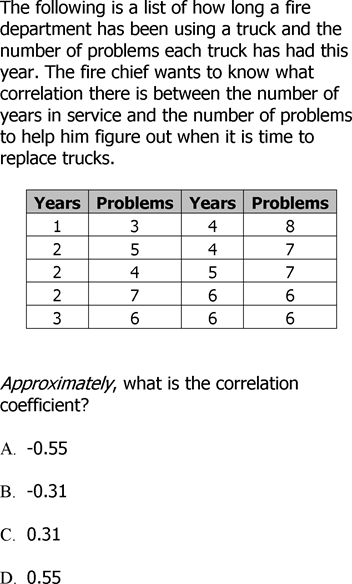 The following is a list of how long a fire
department has been using a truck and the
number of problems each truck has had this
year. The fire chief wants to know what
correlation there is between the number of
years in service and the number of problems
to help him figure out when it is time to
replace trucks.
Years Problems Years Problems
1 3 4 8
2 5 4 7
2 4 5 7
2 7 6 6
3 6 6 6
Approximately, what is the correlation
coefficient?
A. -0.55
B. -0.31
C. 0.31
D. 0.55